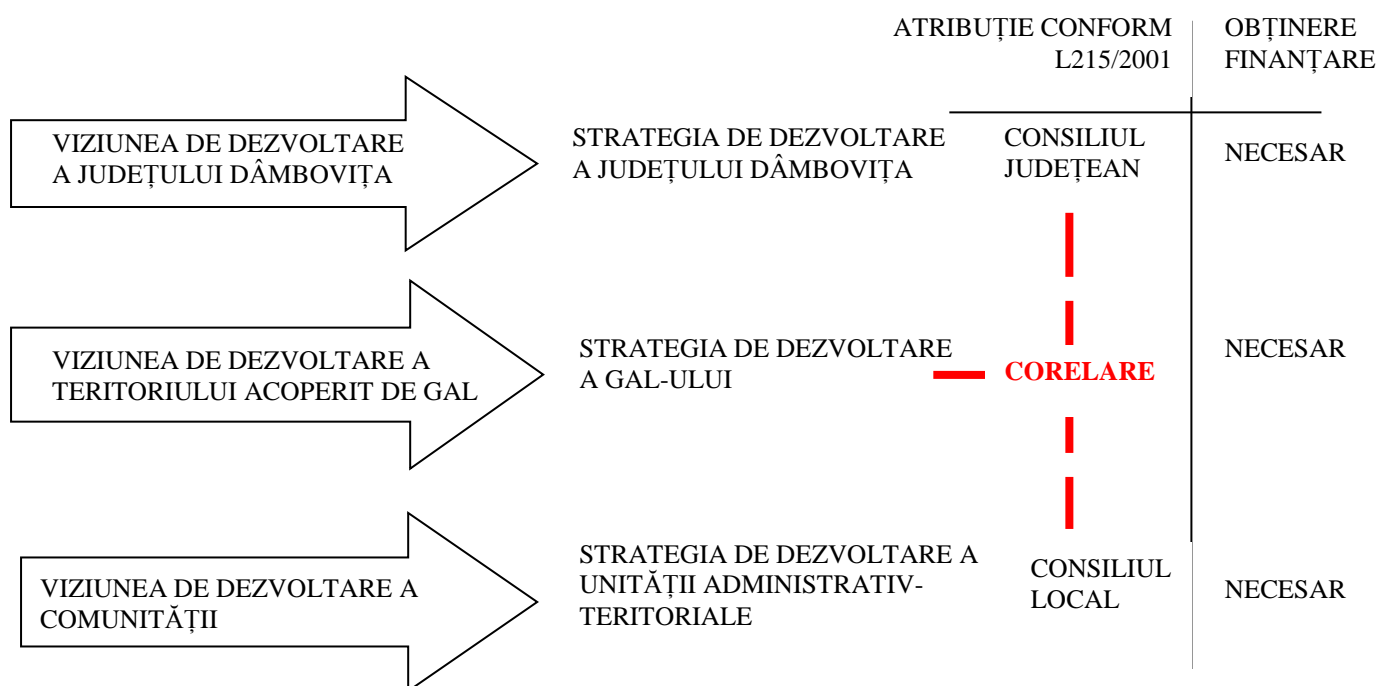 ATRIBUȚIE CONFORM
L215/2001
OBȚINERE
FINANȚARE
VIZIUNEA DE DEZVOLTARE
A JUDEȚULUI DÂMBOVIȚA
STRATEGIA DE DEZVOLTARE
A JUDEȚULUI DÂMBOVIȚA
CONSILIUL
JUDEȚEAN
NECESAR
VIZIUNEA DE DEZVOLTARE A
TERITORIULUI ACOPERIT DE GAL
STRATEGIA DE DEZVOLTARE
A GAL-ULUI
CORELARE
NECESAR
VIZIUNEA DE DEZVOLTARE A
COMUNITĂȚII
STRATEGIA DE DEZVOLTARE A
UNITĂȚII ADMINISTRATIV-
TERITORIALE
CONSILIUL
LOCAL
NECESAR